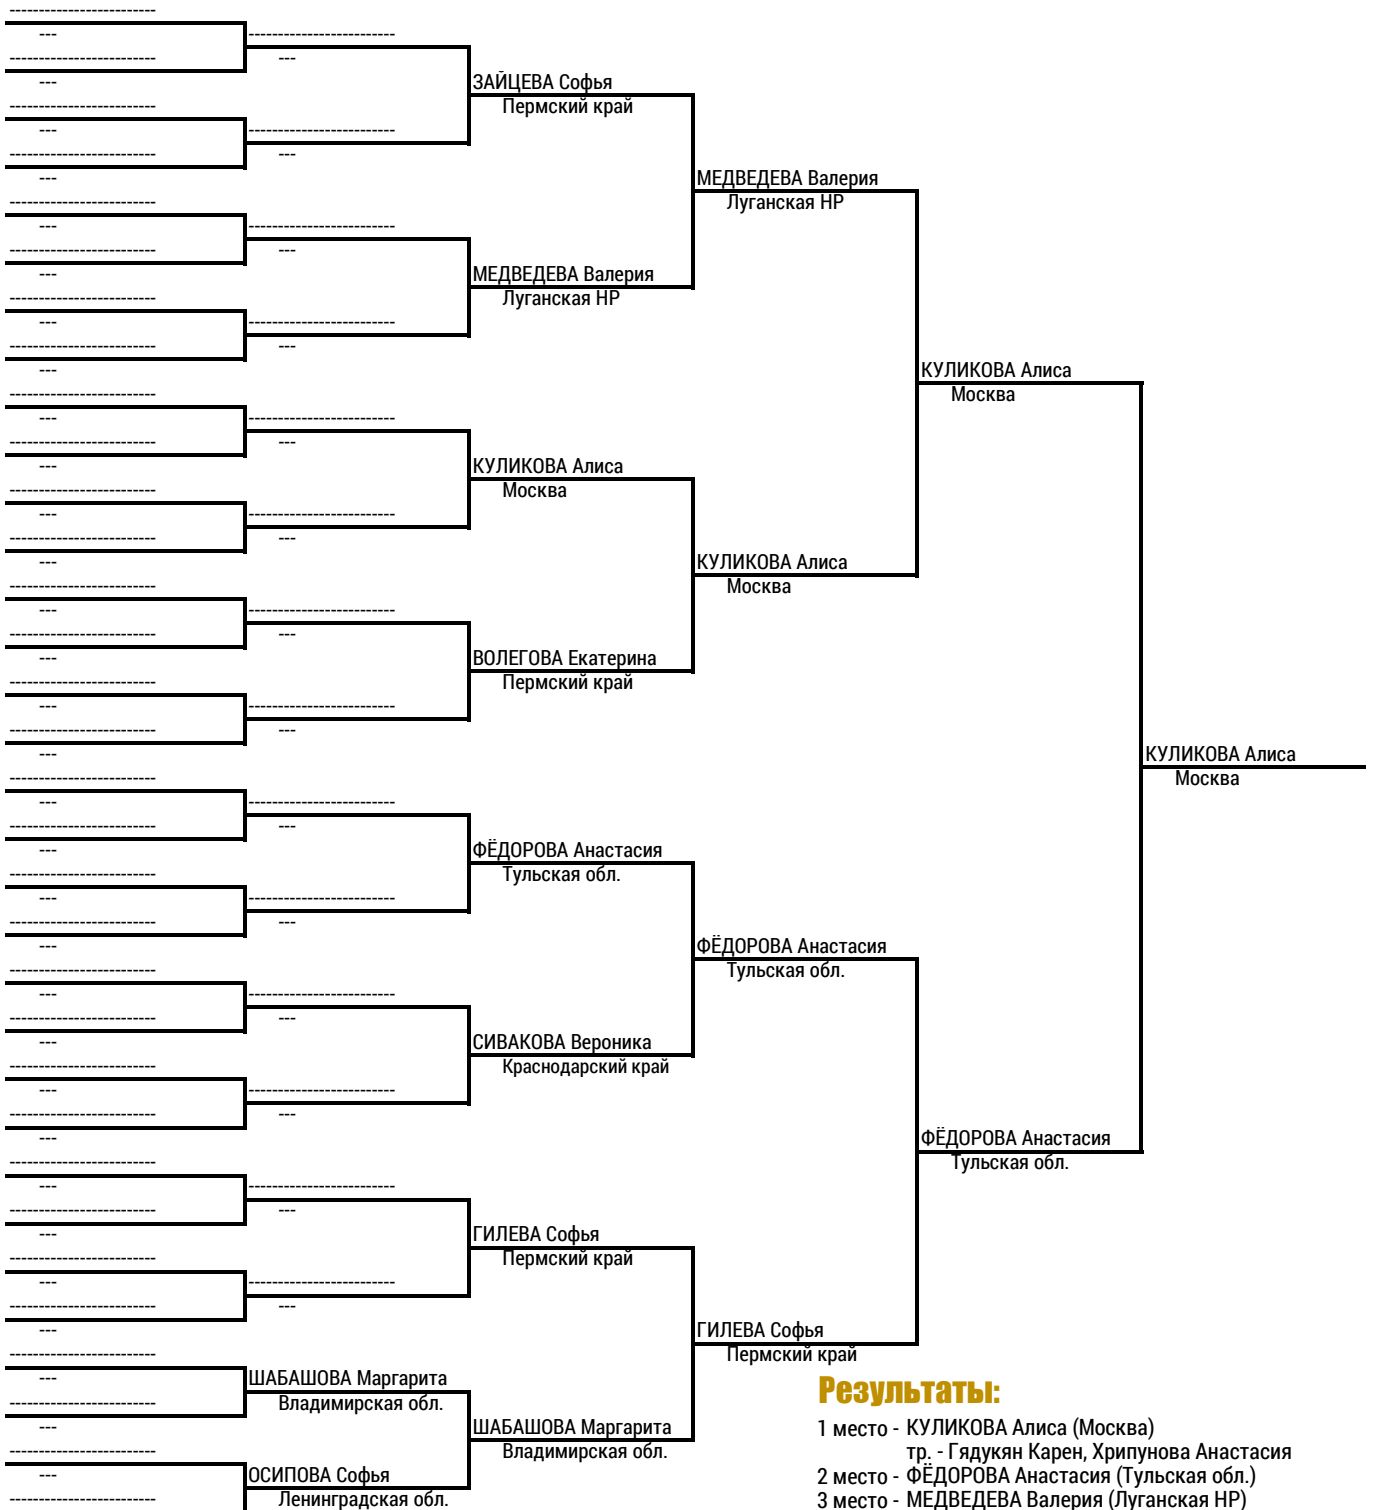 ЗАЙЦЕВА Софья
Пермский край
МЕДВЕДЕВА Валерия
Луганская НР
МЕДВЕДЕВА Валерия
Луганская НР
КУЛИКОВА Алиса
Москва
КУЛИКОВА Алиса
Москва
КУЛИКОВА Алиса
Москва
ВОЛЕГОВА Екатерина
Пермский край
КУЛИКОВА Алиса
Москва
ФЁДОРОВА Анастасия
Тульская обл.
ФЁДОРОВА Анастасия
Тульская обл.
СИВАКОВА Вероника
Краснодарский край
ФЁДОРОВА Анастасия
Тульская обл.
ГИЛЕВА Софья
Пермский край
ГИЛЕВА Софья
Пермский край
ШАБАШОВА Маргарита
Владимирская обл.
ШАБАШОВА Маргарита
Владимирская обл.
ОСИПОВА Софья
Ленинградская обл.
Результаты:
1 место - КУЛИКОВА Алиса (Москва)
тр. - Гядукян Карен, Хрипунова Анастасия
2 место - ФЁДОРОВА Анастасия (Тульская обл.)
3 место - МЕДВЕДЕВА Валерия (Луганская НР)